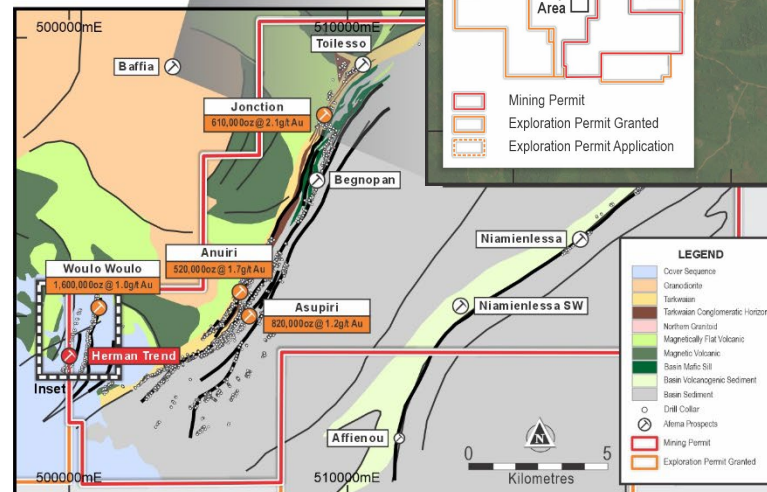 500000mE
510000mE
Toilesso
Baffia
Jonction
610,000oz @ 2.1g/t Au
Begnopan
Anuiri
520,000oz @ 1.7g/t Au
Woulo Woulo
1,600,000oz @ 1.0g/t Au
Asupiri
820,000oz @ 1.2g/t Au
Herman Trend
Inset
Niamienlessa
Niamienlessa SW
Affienou
500000mE
510000mE
N
0 5
Kilometres
Area
Mining Permit
Exploration Permit Granted
Exploration Permit Application
LEGEND
Cover Sequence
Granodiorite
Tarkwaian
Tarkwaian Conglomeratic Horizon
Northern Granitoid
Magnetically Flat Volcanic
Magnetic Volcanic
Basin Mafic Sill
Basin Volcanogenic Sediment
Basin Sediment
Drill Collar
Afema Prospects
Mining Permit
Exploration Permit Granted